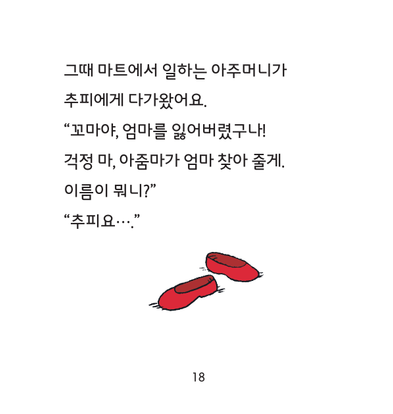 그때 마트에서 일하는 아주머니가
추피에게 다가왔어요.
“꼬마야, 엄마를 잃어버렸구나!
걱정 마, 아줌마가 엄마 찾아 줄게.
이름이 뭐니?”
“추피요….”
18